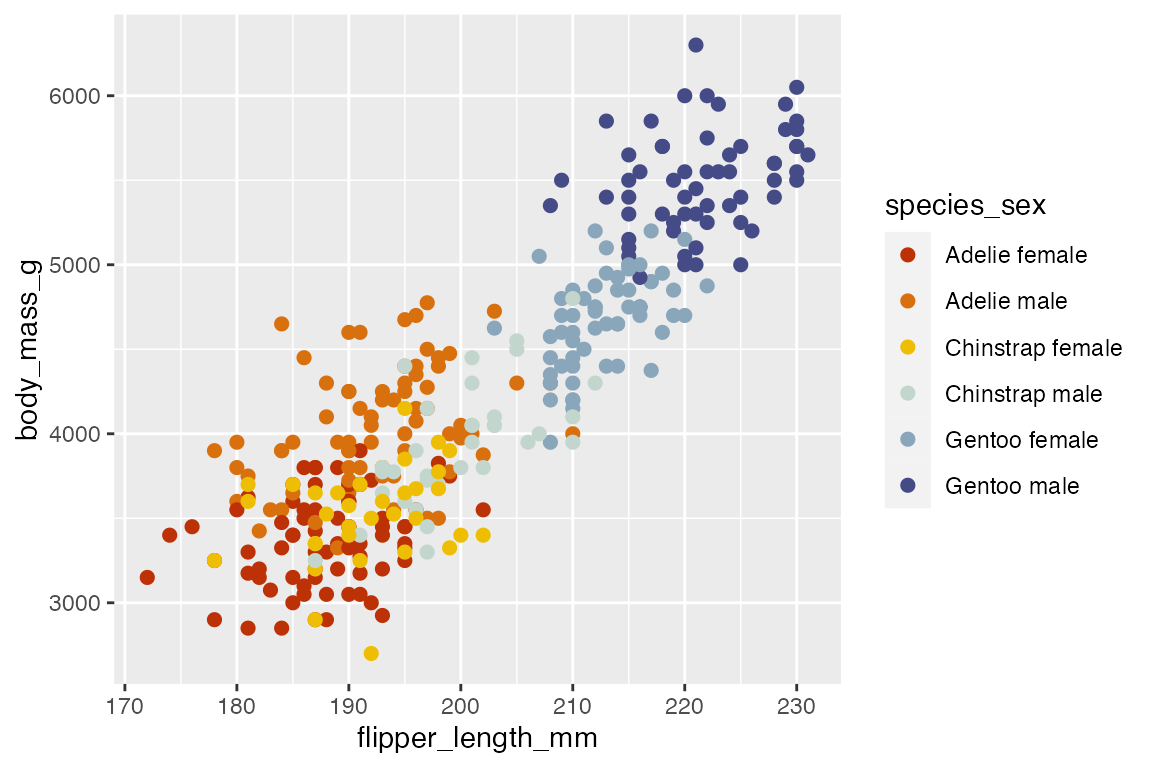 body_mass_g
6000
5000
4000
3000
170 180 190 200 210 220 230
flipper_length_mm
species_sex
Adelie female
Adelie male
Chinstrap female
Chinstrap male
Gentoo female
Gentoo male